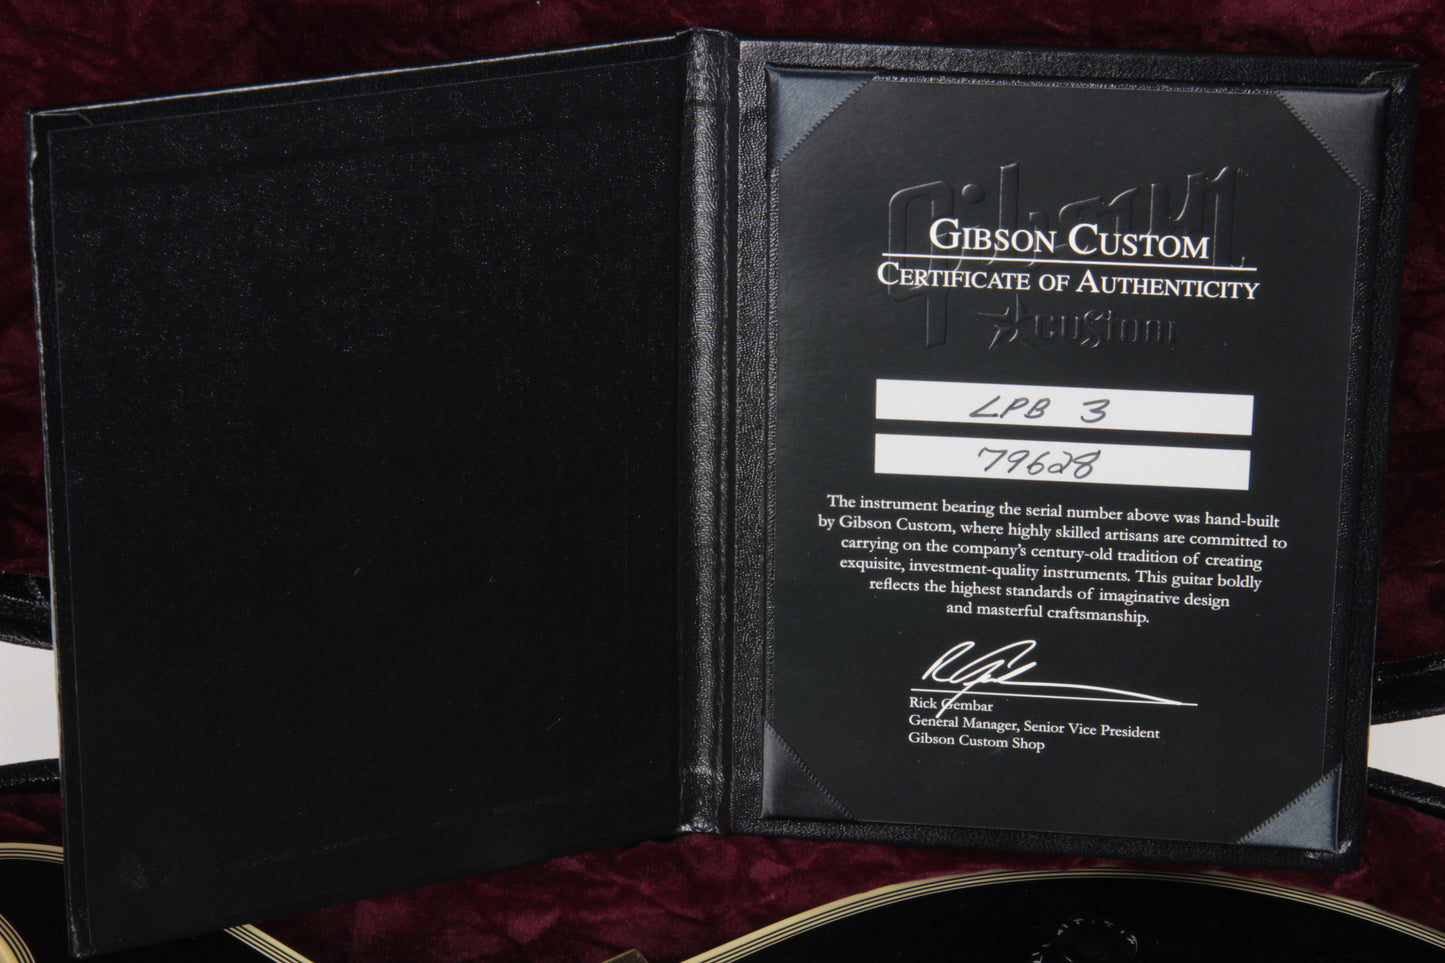 Gibson
GIBSON CUSTOM
CERTIFICATE OF AUTHENTICITY
custom
LPB 3
79628
The instrument bearing the serial number above was hand-built
by Gibson Custom, where highly skilled artisans are committed to
carrying on the company's century-old tradition of creating
exquisite, investment-quality instruments. This guitar boldly
reflects the highest standards of imaginative design
and masterful craftsmanship.
Rick Gembar
General Manager, Senior Vice President
Gibson Custom Shop